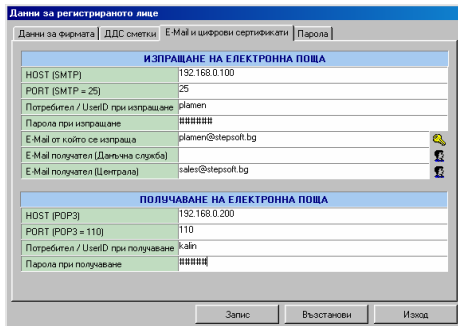 Данни за регистрираното лице
Данни за фирмата ДДС сметки E-Mail и цифрови сертификати Парола
ИЗПРАЩАНЕ НА ЕЛЕКТРОННА ПОЩА
HOST (SMTP) 192.168.0.100
PORT (SMTP = 25) 25
Потребител / UserID при изпращане plamen
Парола при изпращане ######
E-Mail от който се изпраща plamen@stepsoft.bg
E-Mail получател (Данъчна служба)
E-Mail получател (Централа) sales@stepsoft.bg
ПОЛУЧАВАНЕ НА ЕЛЕКТРОННА ПОЩА
HOST (POP3) 192.168.0.200
PORT (POP3 = 110) 110
Потребител / UserID при получаване kalin
Парола при получаване #####
Запис Възстанови Изход